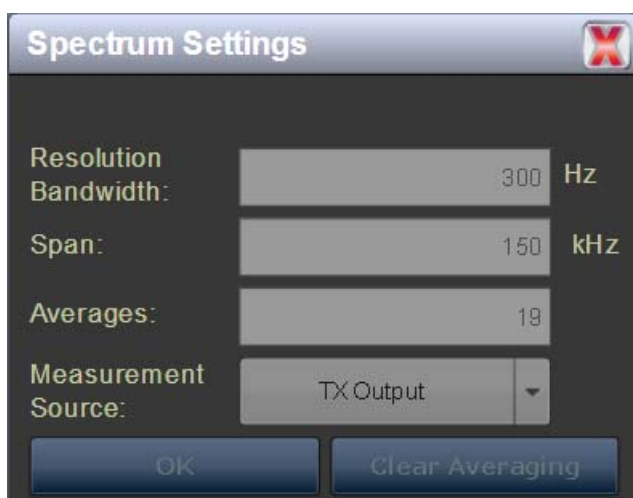 Spectrum Settings
Resolution
Bandwidth:
300 Hz
Span:
150 kHz
Averages:
19
Measurement
Source:
TX Output
OK
Clear Averaging